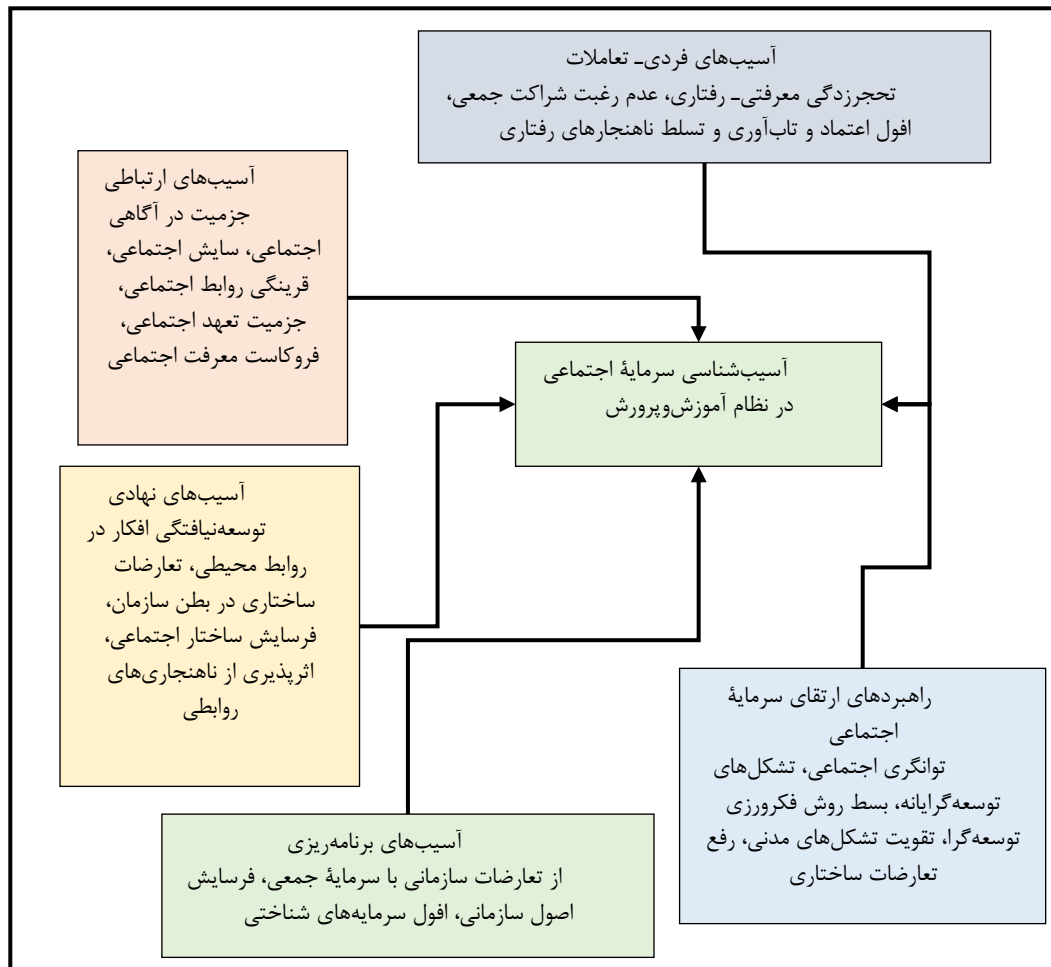 آسیب‌های فردی‌ـ تعاملات
تحجرزدگی معرفتی‌ـ رفتاری، عدم رغبت شراکت جمعی،
افول اعتماد و تاب‌آوری و تسلط ناهنجارهای رفتاری
آسیب‌های ارتباطی
جزمیت در آگاهی
اجتماعی، سایش اجتماعی،
قرینگی روابط اجتماعی،
جزمیت تعهد اجتماعی،
فروکاست معرفت اجتماعی
آسیب‌شناسی سرمایهٔ اجتماعی
در نظام آموزش‌وپرورش
آسیب‌های نهادی
توسعه‌نیافتگی افکار در
روابط محیطی، تعارضات
ساختاری در بطن سازمان،
فرسایش ساختار اجتماعی،
اثرپذیری از ناهنجاری‌های
روابطی
راهبردهای ارتقای سرمایهٔ
اجتماعی
توانگری اجتماعی، تشکل‌های
توسعه‌گرایانه، بسط روش فکرورزی
توسعه‌گرا، تقویت تشکل‌های مدنی، رفع
تعارضات ساختاری
آسیب‌های برنامه‌ریزی
از تعارضات سازمانی با سرمایهٔ جمعی، فرسایش
اصول سازمانی، افول سرمایه‌های شناختی